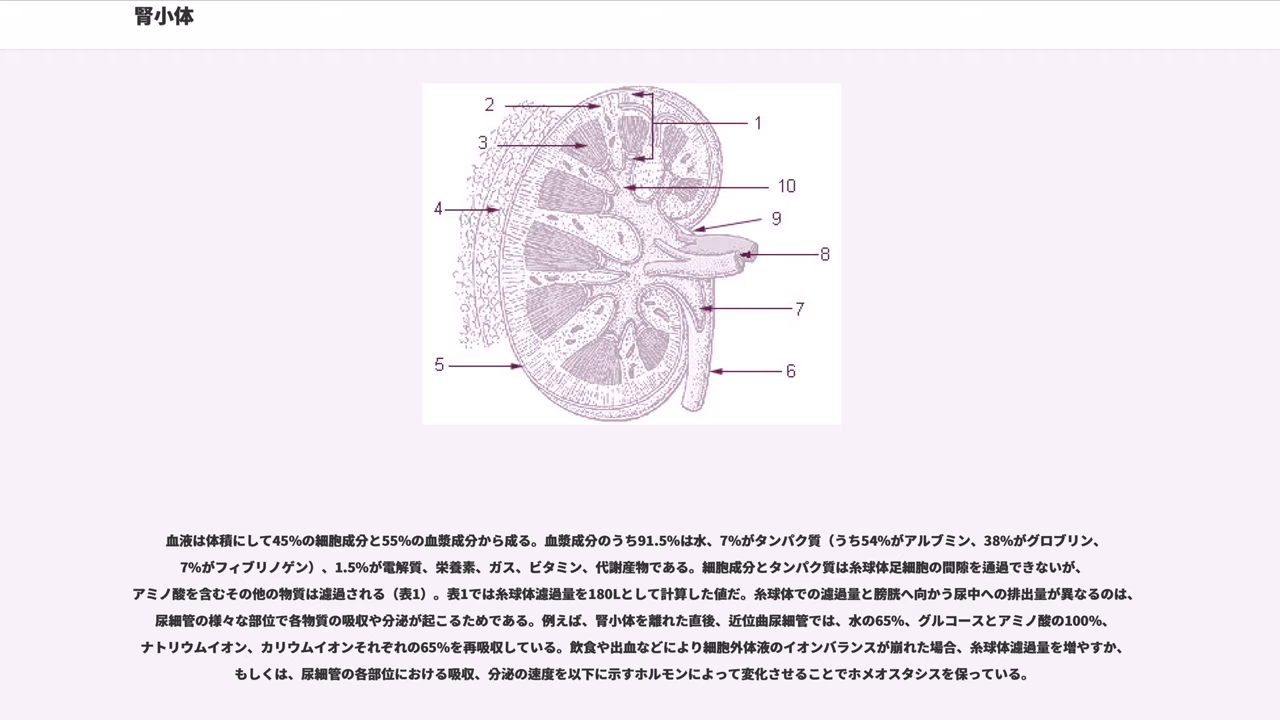 腎小体
2
1
3
10
4
9
8
7
5
6
血液は体積にして45%の細胞成分と55%の血漿成分から成る。血漿成分のうち91.5%は水、7%がタンパク質（うち54%がアルブミン、38%がグロブリン、
7%がフィブリノゲン）、1.5%が電解質、栄養素、ガス、ビタミン、代謝産物である。細胞成分とタンパク質は糸球体足細胞の間隙を通過できないが、
アミノ酸を含むその他の物質は濾過される（表1）。表1では糸球体濾過量を180Lとして計算した値だ。糸球体での濾過量と膀胱へ向かう尿中への排出量が異なるのは、
尿細管の様々な部位で各物質の吸収や分泌が起こるためである。例えば、腎小体を離れた直後、近位曲尿細管では、水の65%、グルコースとアミノ酸の100%、
ナトリウムイオン、カリウムイオンそれぞれの65%を再吸収している。飲食や出血などにより細胞外体液のイオンバランスが崩れた場合、糸球体濾過量を増やすか、
もしくは、尿細管の各部位における吸収、分泌の速度を以下に示すホルモンによって変化させることでホメオスタシスを保っている。